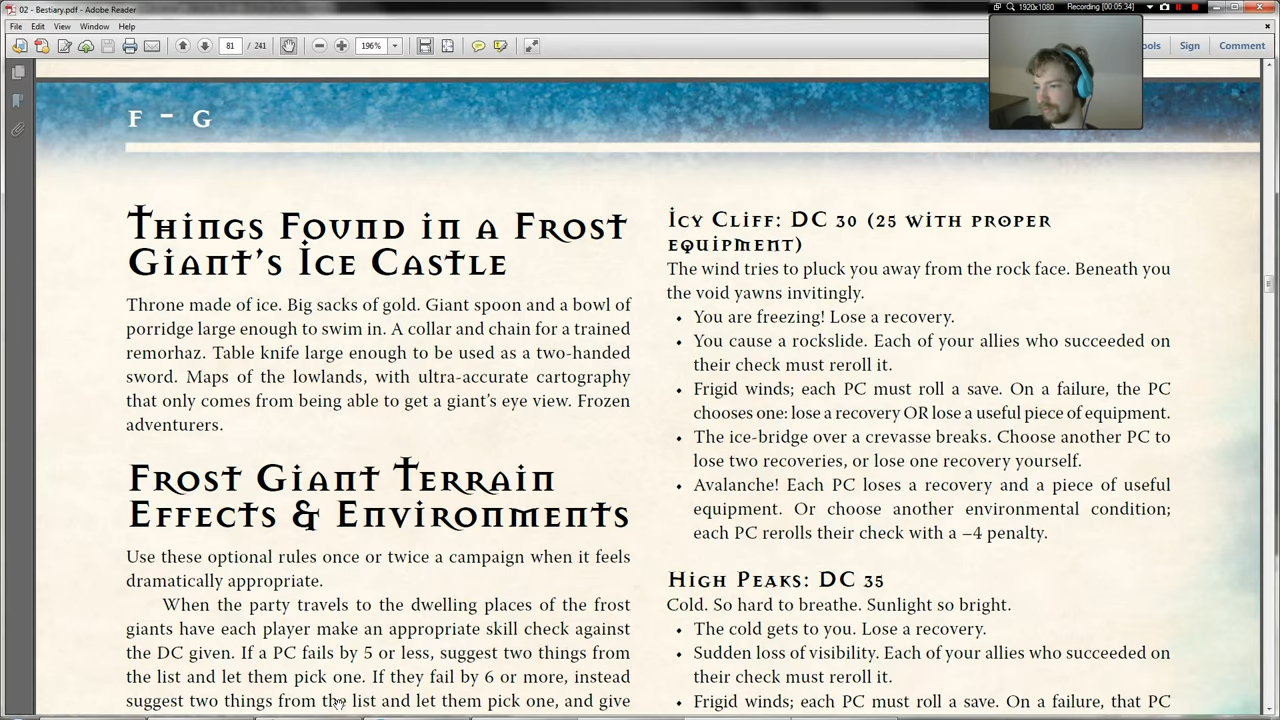 02 - Bestiary.pdf - Adobe Reader
1920x1080
Recording [00:05:34]
File Edit View Window Help
81 / 241
196%
Sign
Comment
F - G
Things Found in a Frost
Giant's Ice Castle
Throne made of ice. Big sacks of gold. Giant spoon and a bowl of
porridge large enough to swim in. A collar and chain for a trained
remorhaz. Table knife large enough to be used as a two-handed
sword. Maps of the lowlands, with ultra-accurate cartography
that only comes from being able to get a giant's eye view. Frozen
adventurers.
Frost Giant Terrain
Effects & Environments
Use these optional rules once or twice a campaign when it feels
dramatically appropriate.
When the party travels to the dwelling places of the frost
giants have each player make an appropriate skill check against
the DC given. If a PC fails by 5 or less, suggest two things from
the list and let them pick one. If they fail by 6 or more, instead
suggest two things from the list and let them pick one, and give
Icy Cliff: DC 30 (25 with proper
equipment)
The wind tries to pluck you away from the rock face. Beneath you
the void yawns invitingly.
• You are freezing! Lose a recovery.
• You cause a rockslide. Each of your allies who succeeded on
their check must reroll it.
• Frigid winds; each PC must roll a save. On a failure, the PC
chooses one: lose a recovery OR lose a useful piece of equipment.
• The ice-bridge over a crevasse breaks. Choose another PC to
lose two recoveries, or lose one recovery yourself.
• Avalanche! Each PC loses a recovery and a piece of useful
equipment. Or choose another environmental condition;
each PC rerolls their check with a –4 penalty.
High Peaks: DC 35
Cold. So hard to breathe. Sunlight so bright.
• The cold gets to you. Lose a recovery.
• Sudden loss of visibility. Each of your allies who succeeded on
their check must reroll it.
• Frigid winds; each PC must roll a save. On a failure, that PC